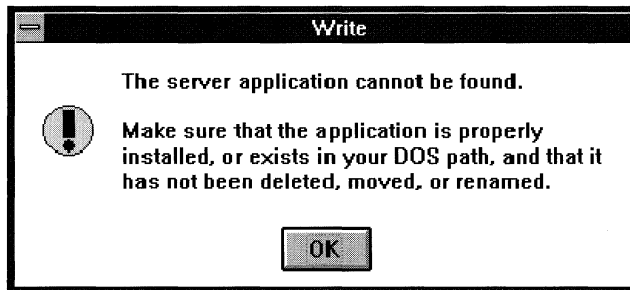 Write
The server application cannot be found.
Make sure that the application is properly
installed, or exists in your DOS path, and that it
has not been deleted, moved, or renamed.
OK